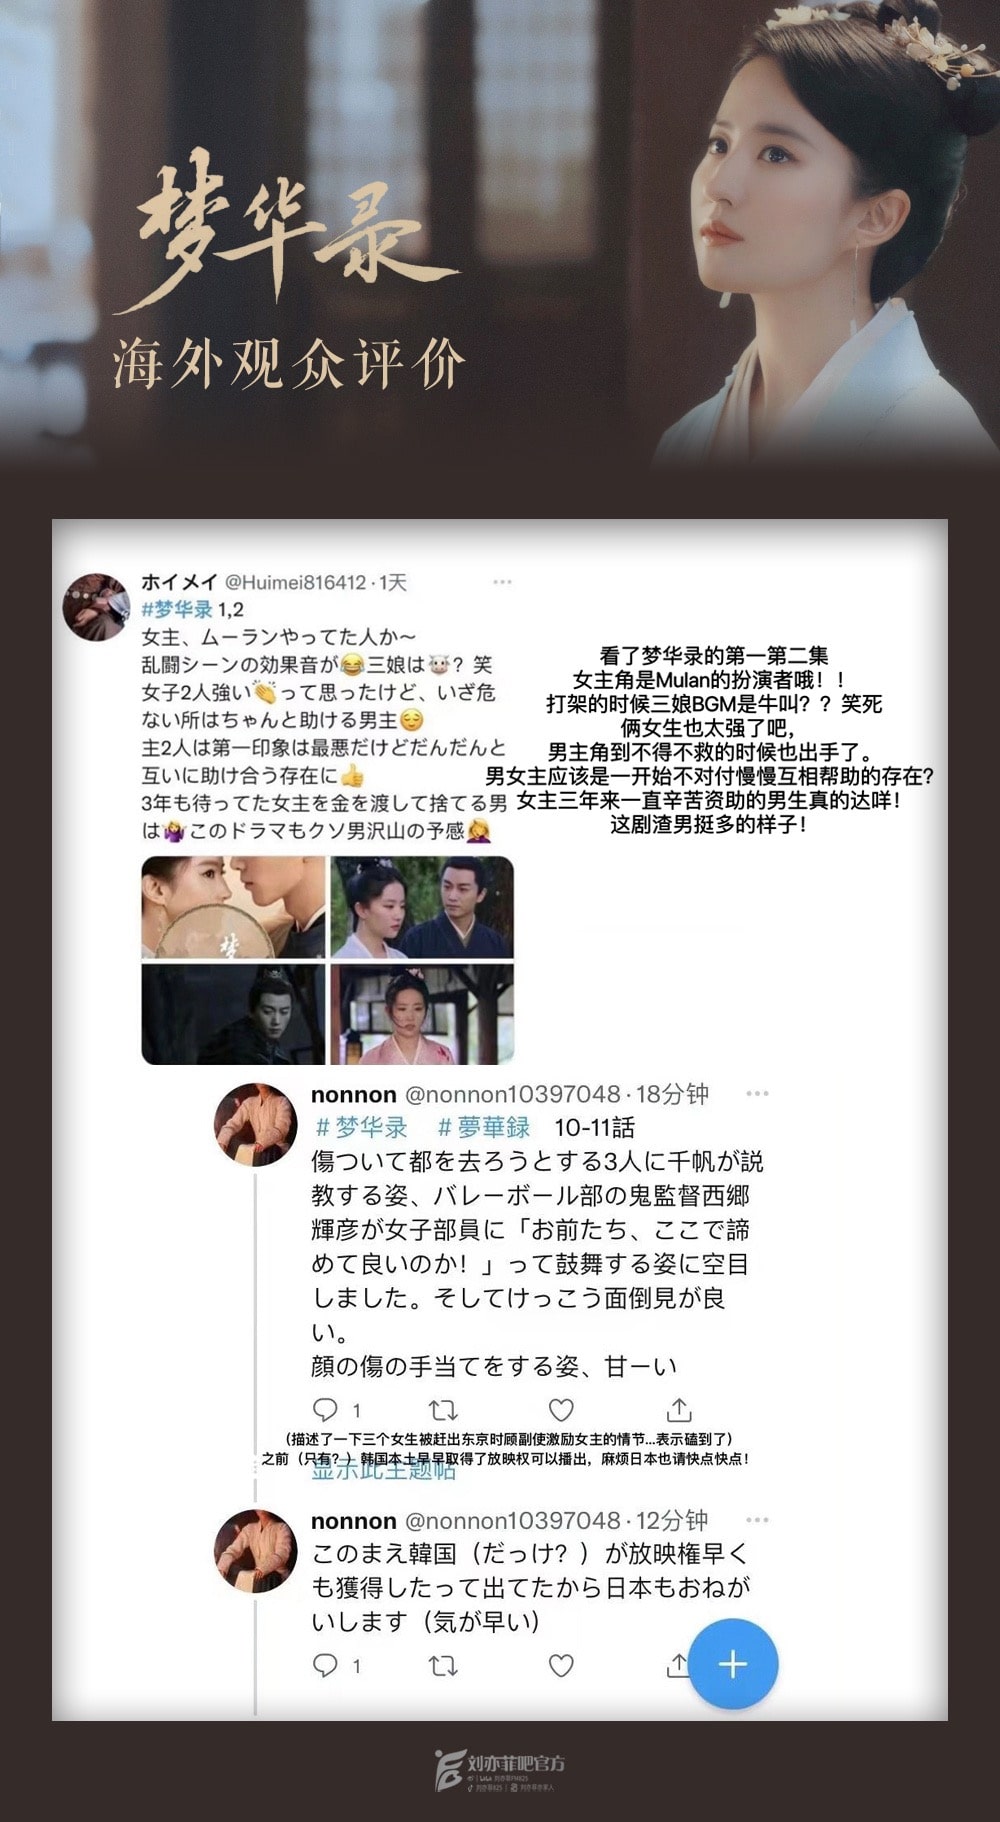 梦华录
海外观众评价
ホイメイ @Huimei816412·1天
#梦华录 1,2
女主、ムーランやってた人か〜
乱闘シーンの効果音が😂三娘は🐮？笑
女子2人強い👏って思ったけど、いざ危
ない所はちゃんと助ける男主😌
主2人は第一印象は最悪だけどだんだんと
互いに助け合う存在に👍
3年も待ってた女主を金を渡して捨てる男
は🤷‍♀️このドラマもクソ男沢山の予感🤦‍♀️
看了梦华录的第一第二集
女主角是Mulan的扮演者哦！！
打架的时候三娘BGM是牛叫？？笑死
俩女生也太强了吧，
男主角到不得不救的时候也出手了。
男女主应该是一开始不对付慢慢互相帮助的存在？
女主三年来一直辛苦资助的男生真的达咩！
这剧渣男挺多的样子！
梦
nonnon @nonnon10397048·18分钟
#梦华录 #夢華録 10-11話
傷ついて都を去ろうとする3人に千帆が説
教する姿、バレーボール部の鬼監督西郷
輝彦が女子部員に「お前たち、ここで諦
めて良いのか！」って鼓舞する姿に空目
しました。そしてけっこう面倒見が良
い。
顔の傷の手当てをする姿、甘ーい
1
（描述了一下三个女生被赶出东京时顾副使激励女主的情节...表示磕到了）
之前（只有？）韩国本土早早取得了放映权可以播出，麻烦日本也请快点快点！
显示此主题帖
nonnon @nonnon10397048·12分钟
このまえ韓国（だっけ？）が放映権早く
も獲得したって出てたから日本もおねが
いします（気が早い）
1
刘亦菲吧官方